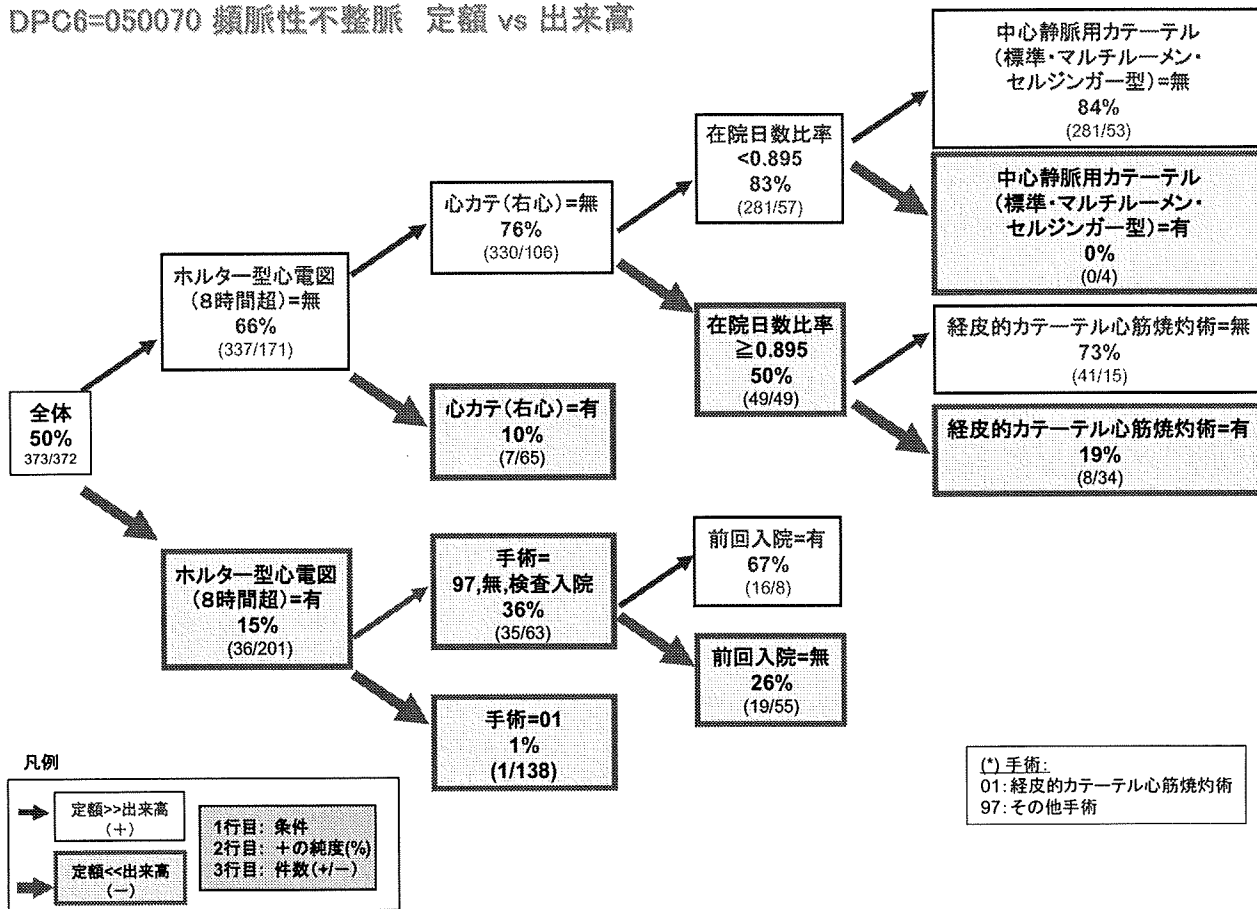 DPC6=050070 頻脈性不整脈 定額 vs 出来高
全体
50%
373/372
ホルター型心電図
(8時間超)=無
66%
(337/171)
ホルター型心電図
(8時間超)=有
15%
(36/201)
心カテ(右心)=無
76%
(330/106)
心カテ(右心)=有
10%
(7/65)
手術=
97,無,検査入院
36%
(35/63)
手術=01
1%
(1/138)
在院日数比率
<0.895
83%
(281/57)
在院日数比率
≧0.895
50%
(49/49)
前回入院=有
67%
(16/8)
前回入院=無
26%
(19/55)
中心静脈用カテーテル
(標準・マルチルーメン・
セルジンガー型)=無
84%
(281/53)
中心静脈用カテーテル
(標準・マルチルーメン・
セルジンガー型)=有
0%
(0/4)
経皮的カテーテル心筋焼灼術=無
73%
(41/15)
経皮的カテーテル心筋焼灼術=有
19%
(8/34)
凡例
定額>>出来高
(+)
定額<<出来高
(-)
1行目: 条件
2行目: +の純度(%)
3行目: 件数(+/-)
(*) 手術:
01:経皮的カテーテル心筋焼灼術
97:その他手術